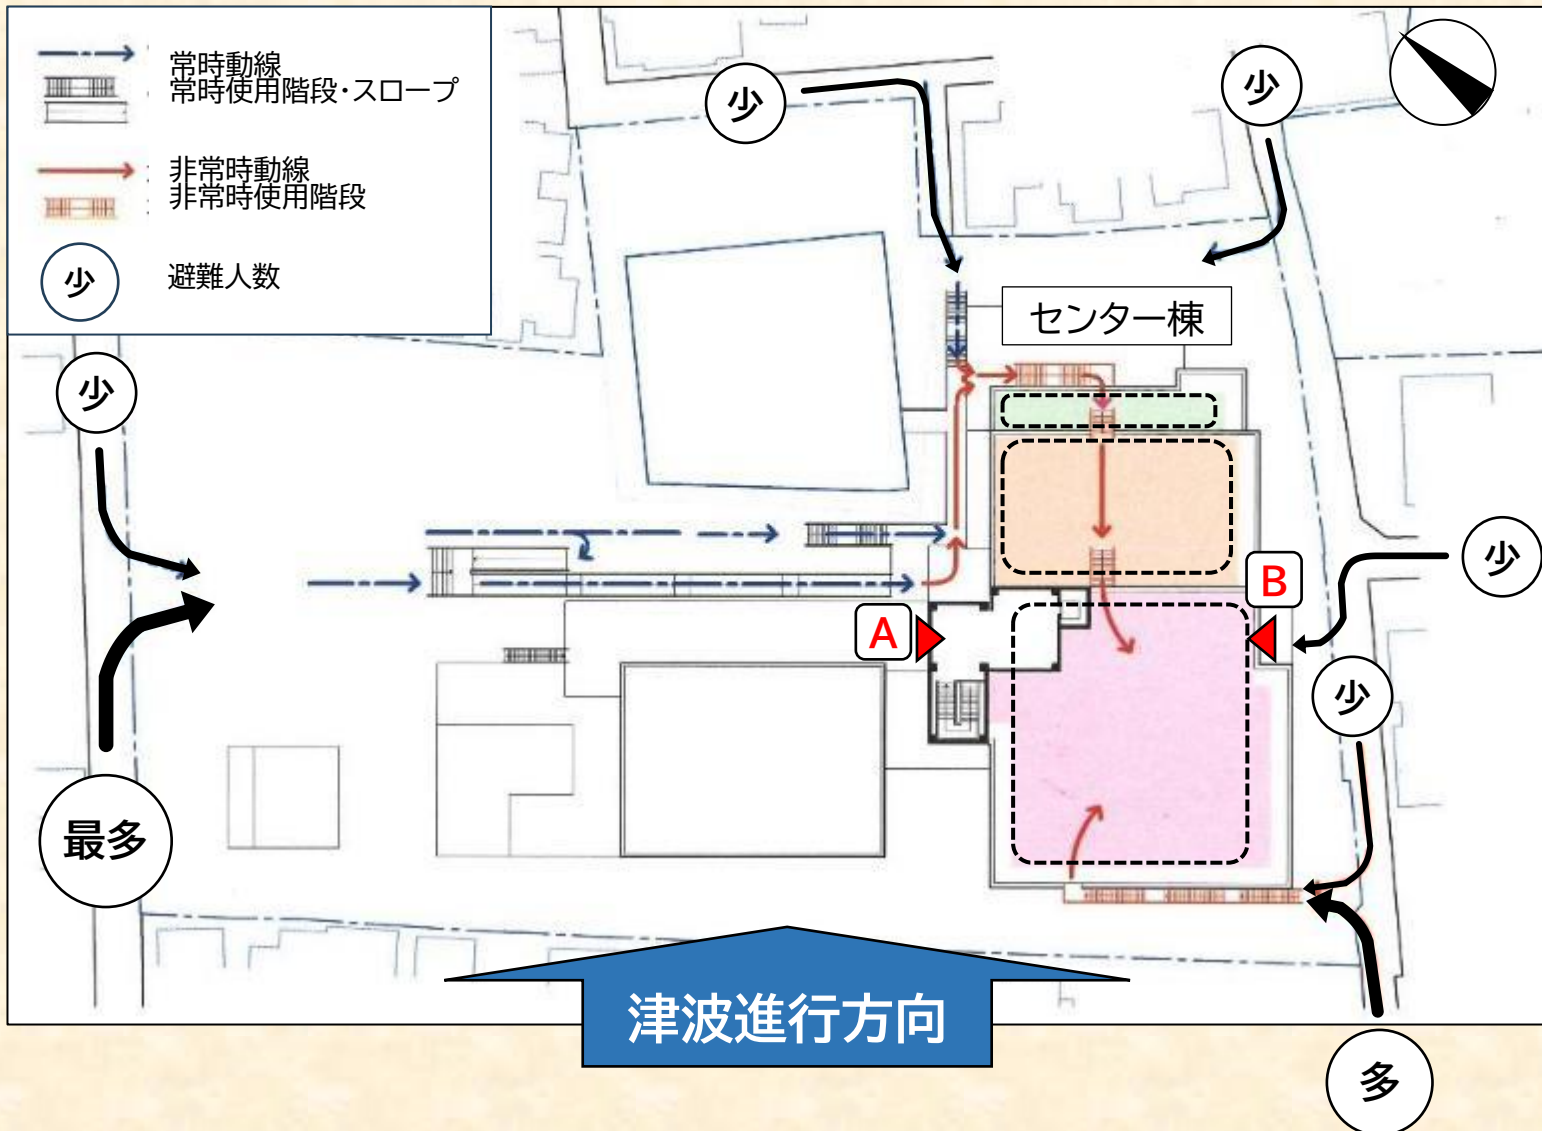 常時動線
常時使用階段・スロープ
非常時動線
非常時使用階段
少
避難人数
少
少
センター棟
少
少
A
B
少
最多
津波進行方向
多